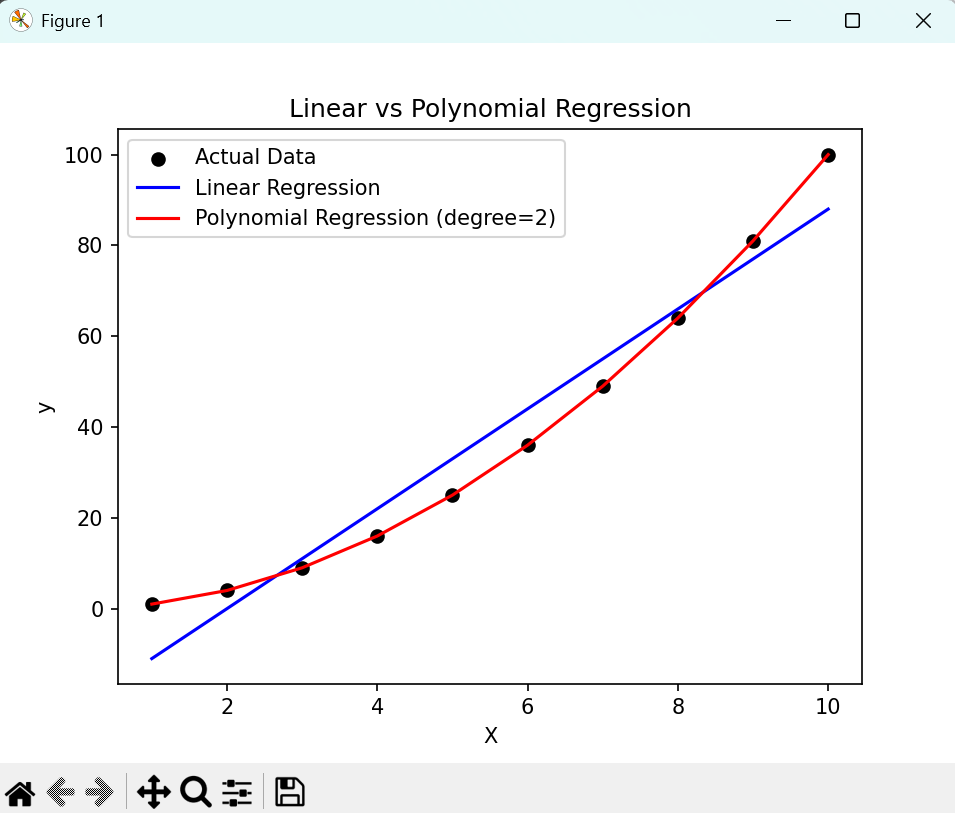 Figure 1
Linear vs Polynomial Regression
Actual Data
Linear Regression
Polynomial Regression (degree=2)
100
80
60
40
20
0
y
2 4 6 8 10
X